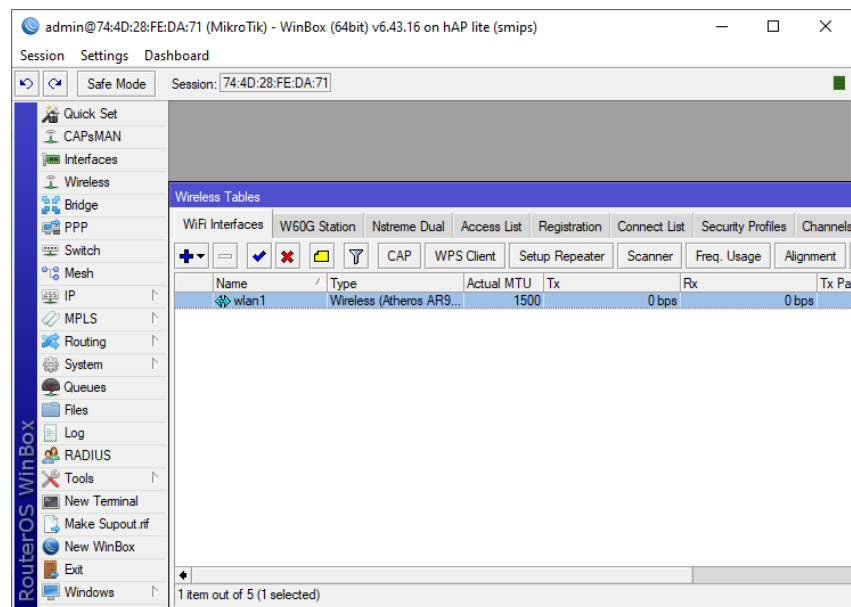 admin@74:4D:28:FE:DA:71 (MikroTik) - WinBox (64bit) v6.43.16 on hAP lite (smips)
Session Settings Dashboard
Safe Mode Session: 74:4D:28:FE:DA:71
Quick Set
CAPsMAN
Interfaces
Wireless
Bridge
PPP
Switch
Mesh
255 IP
MPLS
Routing
System
Queues
Files
Log
RADIUS
Tools
New Terminal
Make Supout.rif
New WinBox
Exit
Windows
RouterOS WinBox
Wireless Tables
WiFi Interfaces W60G Station Nstreme Dual Access List Registration Connect List Security Profiles Channels
CAP WPS Client Setup Repeater Scanner Freq. Usage Alignment
Name / Type Actual MTU Tx Rx Tx Pa
wlan1 Wireless (Atheros AR9... 1500 0 bps 0 bps
1 item out of 5 (1 selected)